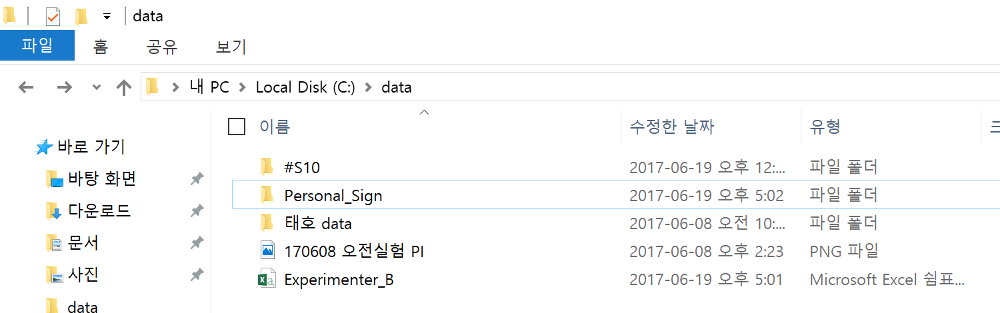 data
파일 홈 공유 보기
내 PC Local Disk (C:) data
이름 수정한 날짜 유형
바로 가기
바탕 화면
다운로드
문서
사진
data
#S10 2017-06-19 오후 12:... 파일 폴더
Personal_Sign 2017-06-19 오후 5:02 파일 폴더
태호 data 2017-06-08 오전 10:... 파일 폴더
170608 오전실험 PI 2017-06-08 오후 2:23 PNG 파일
Experimenter_B 2017-06-19 오후 5:01 Microsoft Excel 쉼표...